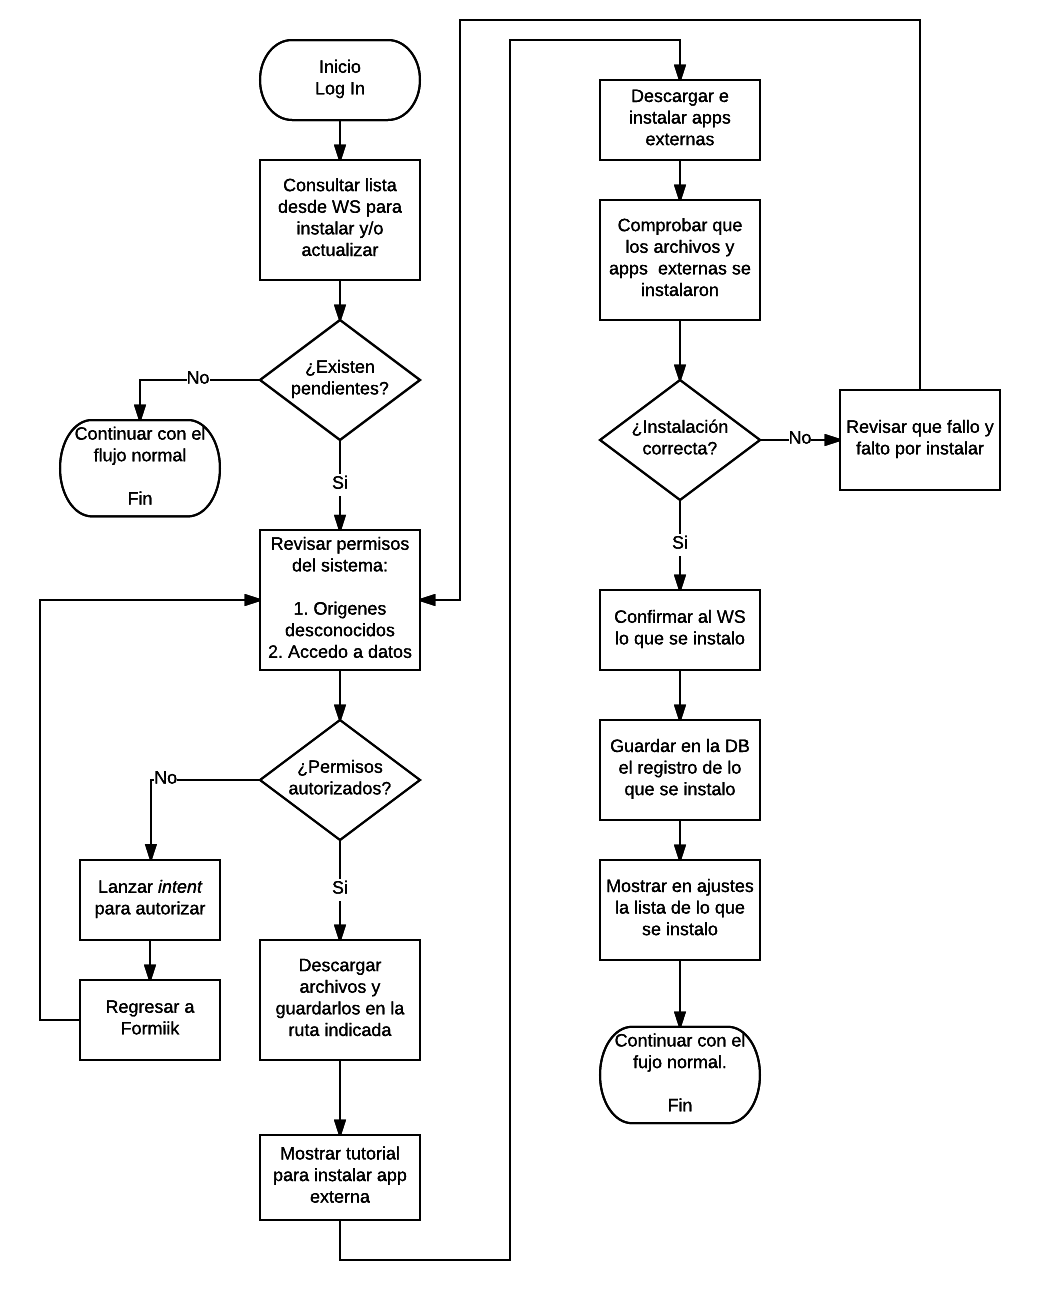 Inicio
Log In
Consultar lista
desde WS para
instalar y/o
actualizar
¿Existen
pendientes?
No
Continuar con el
flujo normal
Fin
Si
Revisar permisos
del sistema:
1. Origenes
desconocidos
2. Accedo a datos
¿Permisos
autorizados?
No
Lanzar intent
para autorizar
Regresar a
Formiik
Si
Descargar
archivos y
guardarlos en la
ruta indicada
Mostrar tutorial
para instalar app
externa
Descargar e
instalar apps
externas
Comprobar que
los archivos y
apps  externas se
instalaron
¿Instalación
correcta?
No
Revisar que fallo y
falto por instalar
Si
Confirmar al WS
lo que se instalo
Guardar en la DB
el registro de lo
que se instalo
Mostrar en ajustes
la lista de lo que
se instalo
Continuar con el
fujo normal.
Fin